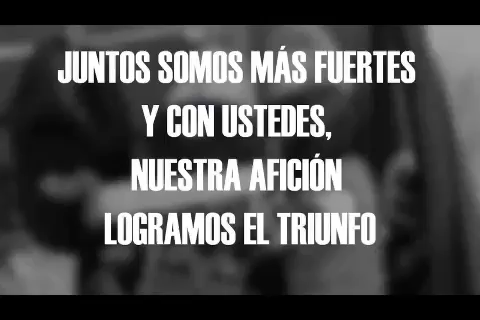 JUNTOS SOMOS MÁS FUERTES
Y CON USTEDES,
NUESTRA AFICIÓN
LOGRAMOS EL TRIUNFO